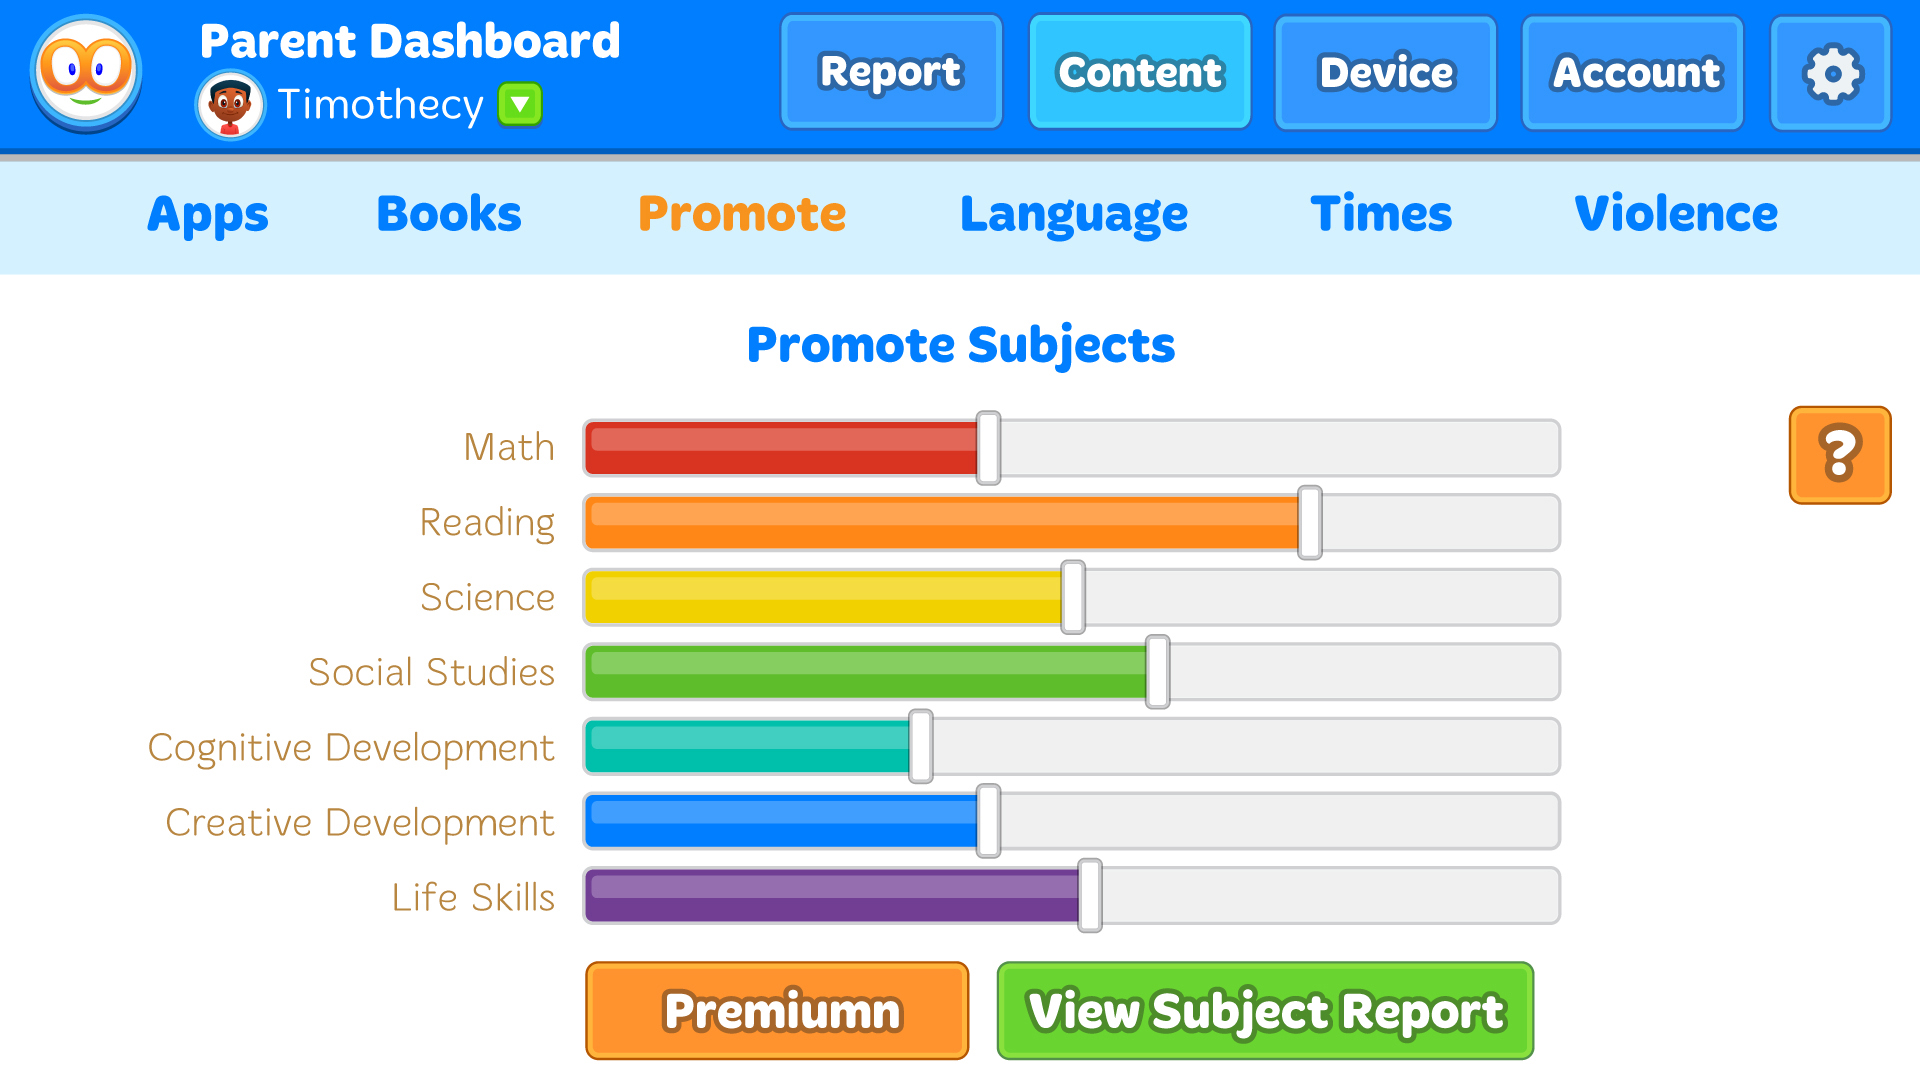 Parent Dashboard
Timothecy
Report
Content
Device
Account
Apps
Books
Promote
Language
Times
Violence
Promote Subjects
Math
?
Reading
Science
Social Studies
Cognitive Development
Creative Development
Life Skills
Premiumn
View Subject Report